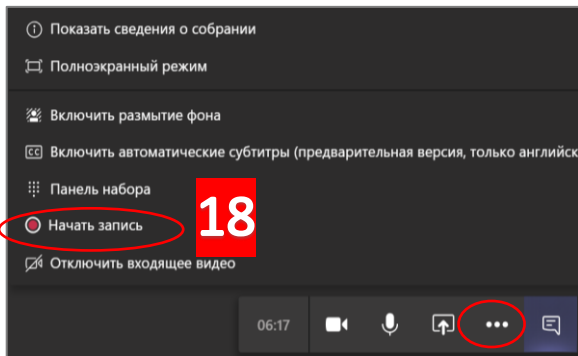 Показать сведения о собрании
Полноэкранный режим
Включить размытие фона
Включить автоматические субтитры (предварительная версия, только английск
Панель набора
18
Начать запись
Отключить входящее видео
06:17